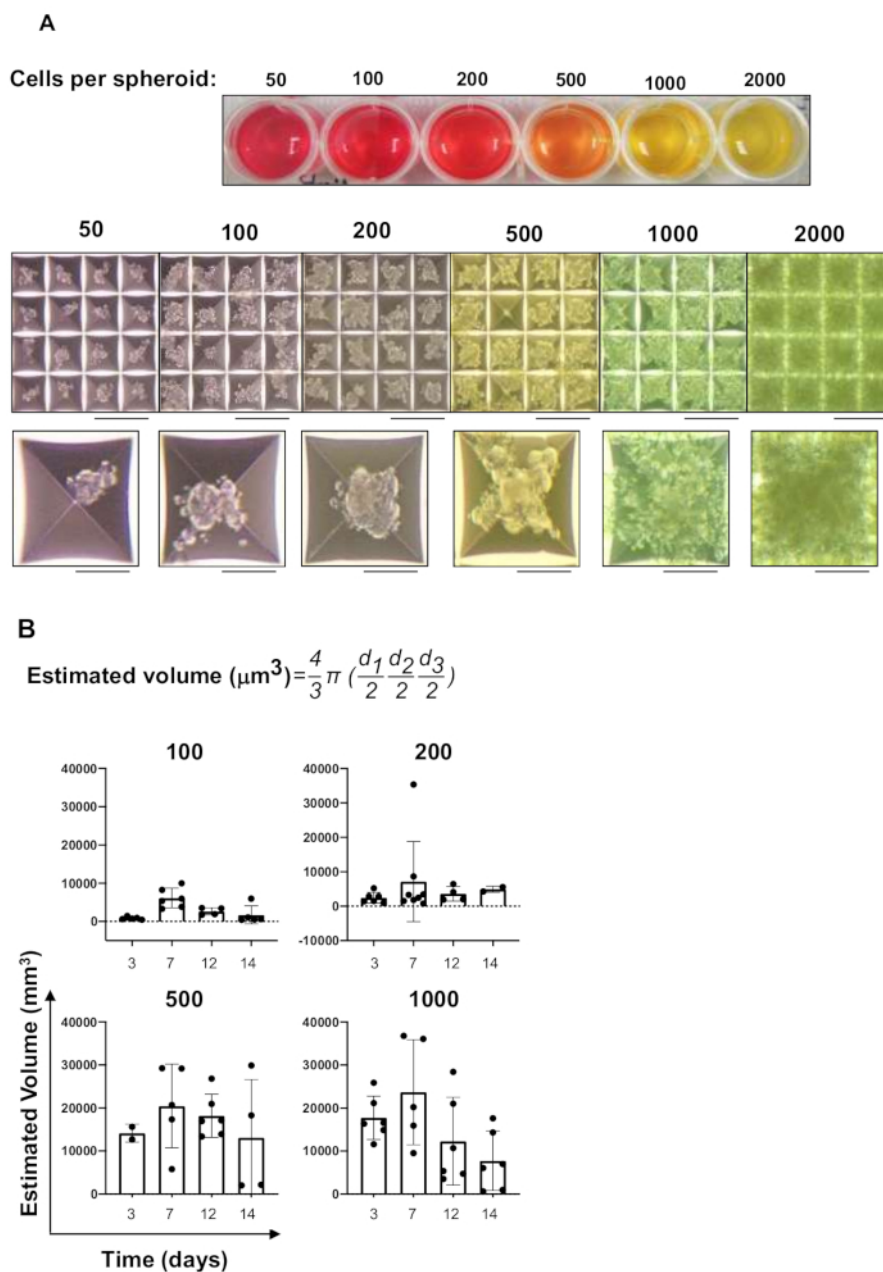 A
Cells per spheroid: 50 100 200 500 1000 2000
50 100 200 500 1000 2000
B
Estimated volume (μm³)=4/3 π (d1/2 d2/2 d3/2)
100 200
40000 40000
30000 30000
20000 20000
10000 10000
0 0
-10000
3 7 12 14 3 7 12 14
500 1000
40000 40000
30000 30000
20000 20000
10000 10000
0 0
3 7 12 14 3 7 12 14
Estimated Volume (mm³)
Time (days)